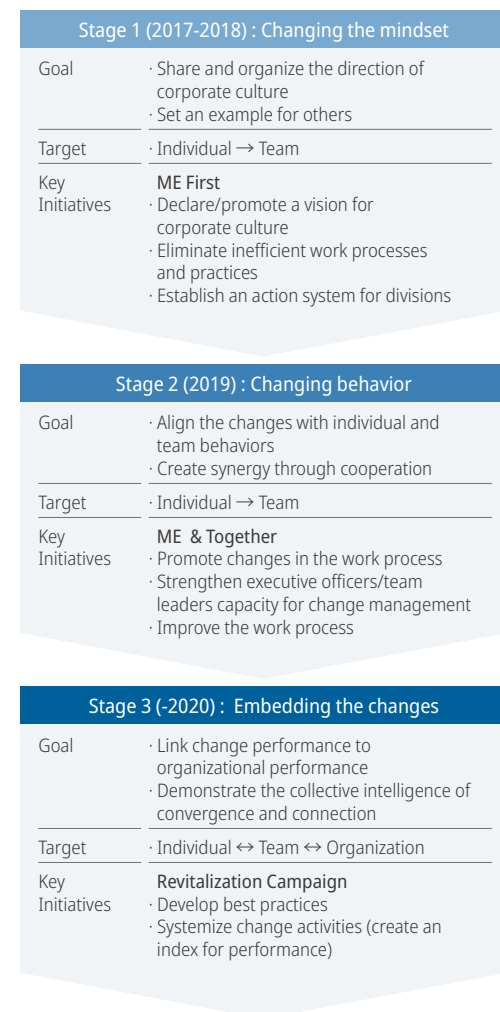 Stage 1 (2017-2018) : Changing the mindset
Goal
· Share and organize the direction of
corporate culture
· Set an example for others
Target
· Individual → Team
Key
Initiatives
ME First
· Declare/promote a vision for
corporate culture
· Eliminate inefficient work processes
and practices
· Establish an action system for divisions
Stage 2 (2019) : Changing behavior
Goal
· Align the changes with individual and
team behaviors
· Create synergy through cooperation
Target
· Individual → Team
Key
Initiatives
ME & Together
· Promote changes in the work process
· Strengthen executive officers/team
leaders capacity for change management
· Improve the work process
Stage 3 (-2020) : Embedding the changes
Goal
· Link change performance to
organizational performance
· Demonstrate the collective intelligence of
convergence and connection
Target
· Individual ↔ Team ↔ Organization
Key
Initiatives
Revitalization Campaign
· Develop best practices
· Systemize change activities (create an
index for performance)